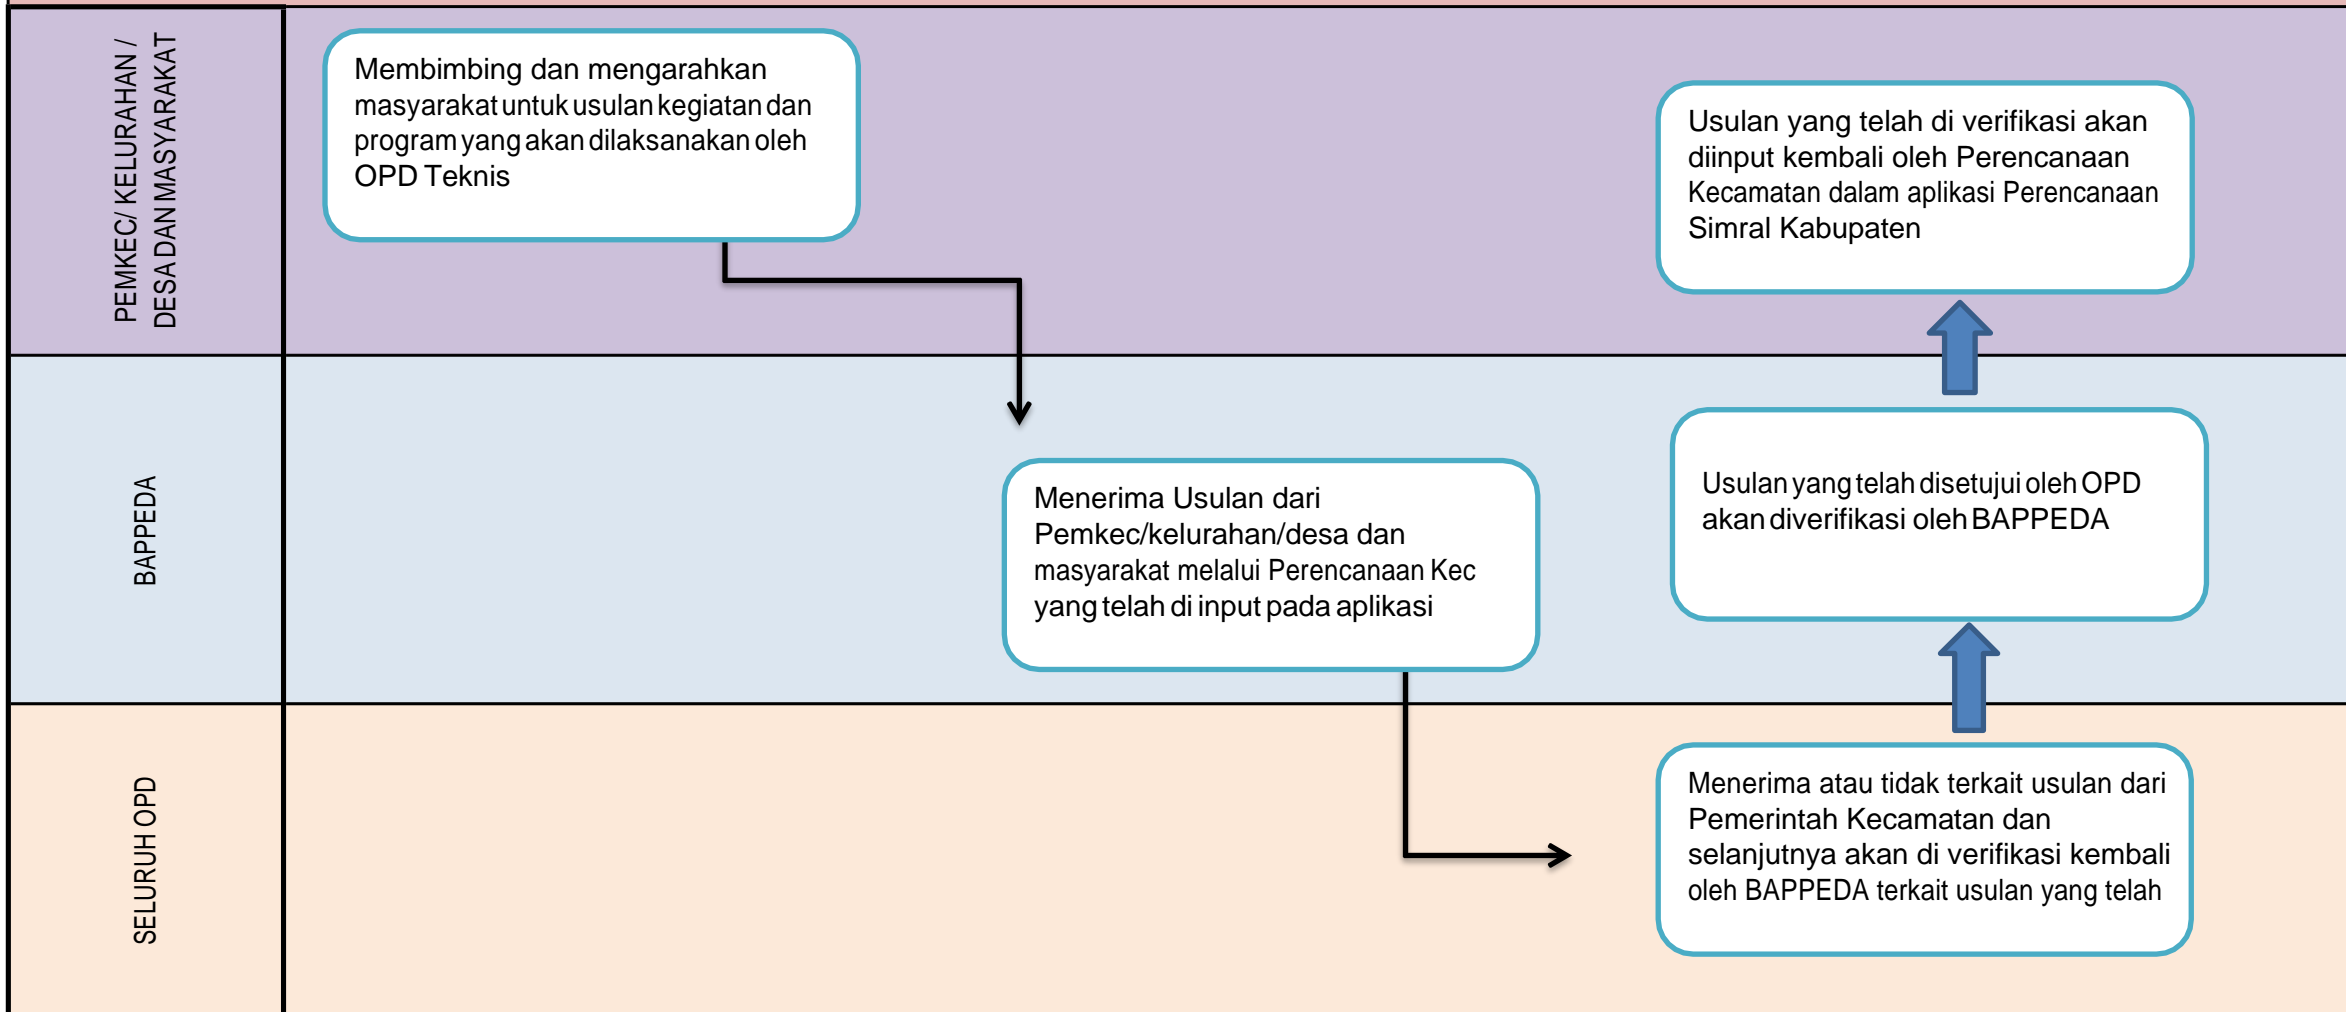 PEMKEC/ KELURAHAN /
DESA DAN MASYARAKAT
Membimbing dan mengarahkan
masyarakat untuk usulan kegiatan dan
program yang akan dilaksanakan oleh
OPD Teknis
Usulan yang telah di verifikasi akan
diinput kembali oleh Perencanaan
Kecamatan dalam aplikasi Perencanaan
Simral Kabupaten
BAPPEDA
Menerima Usulan dari
Pemkec/kelurahan/desa dan
masyarakat melalui Perencanaan Kec
yang telah di input pada aplikasi
Usulan yang telah disetujui oleh OPD
akan diverifikasi oleh BAPPEDA
SELURUH OPD
Menerima atau tidak terkait usulan dari
Pemerintah Kecamatan dan
selanjutnya akan di verifikasi kembali
oleh BAPPEDA terkait usulan yang telah